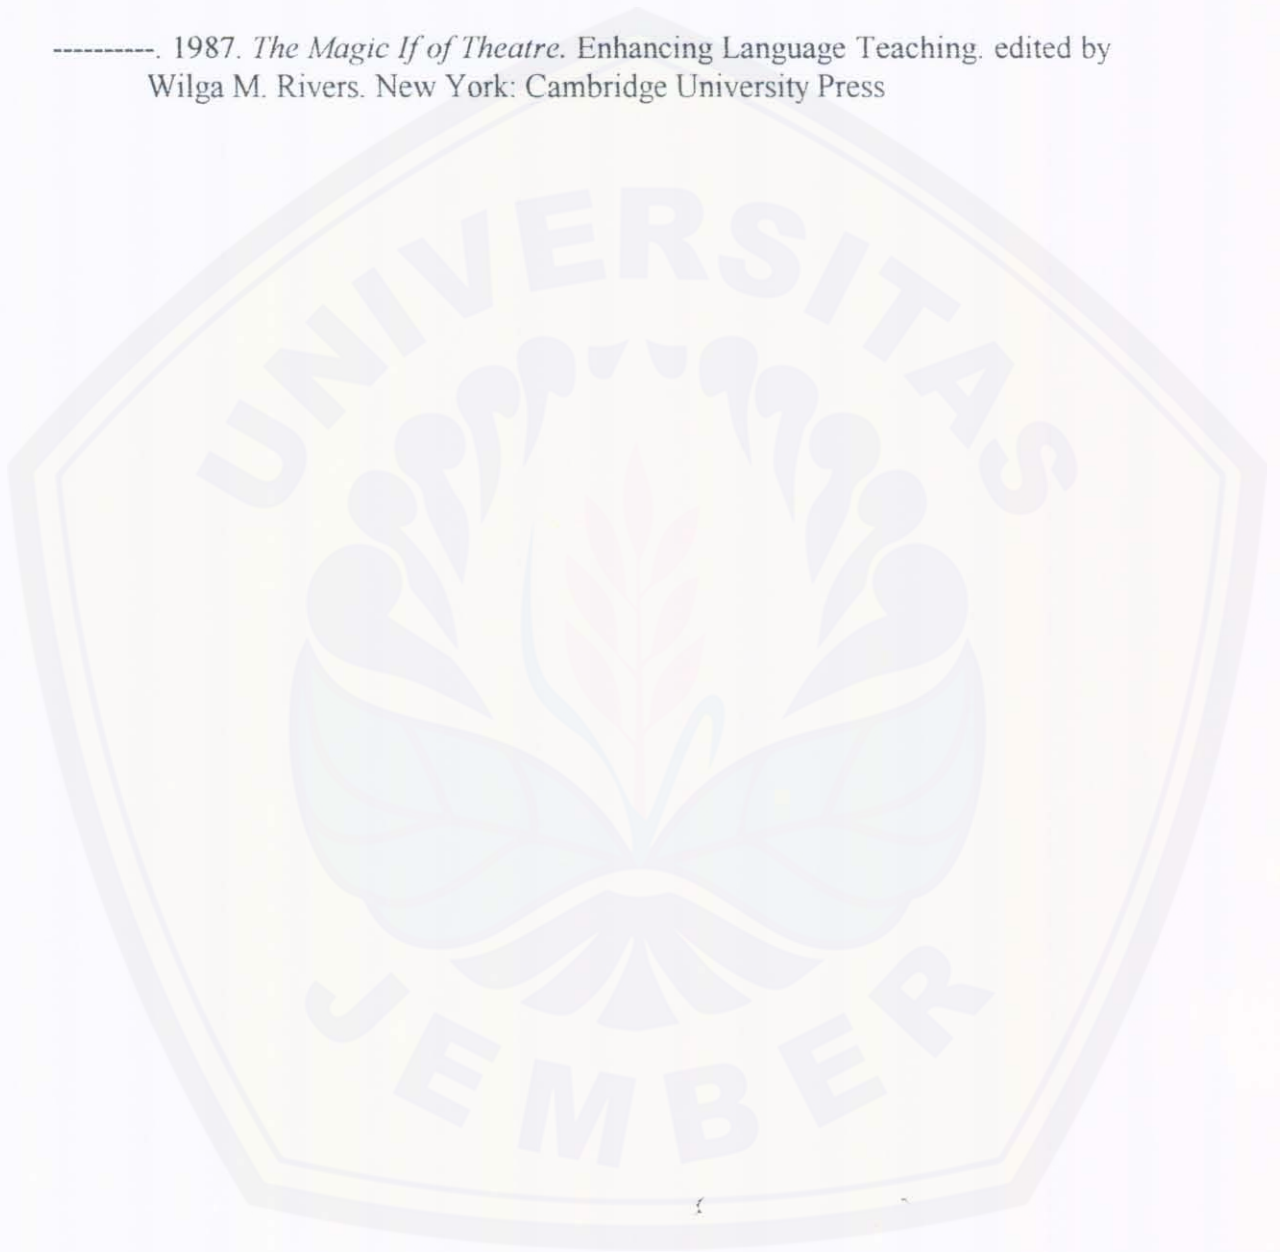 ----------. 1987. The Magic If of Theatre. Enhancing Language Teaching. edited by
Wilga M. Rivers. New York: Cambridge University Press
UNIVERSITAS
JEMBER